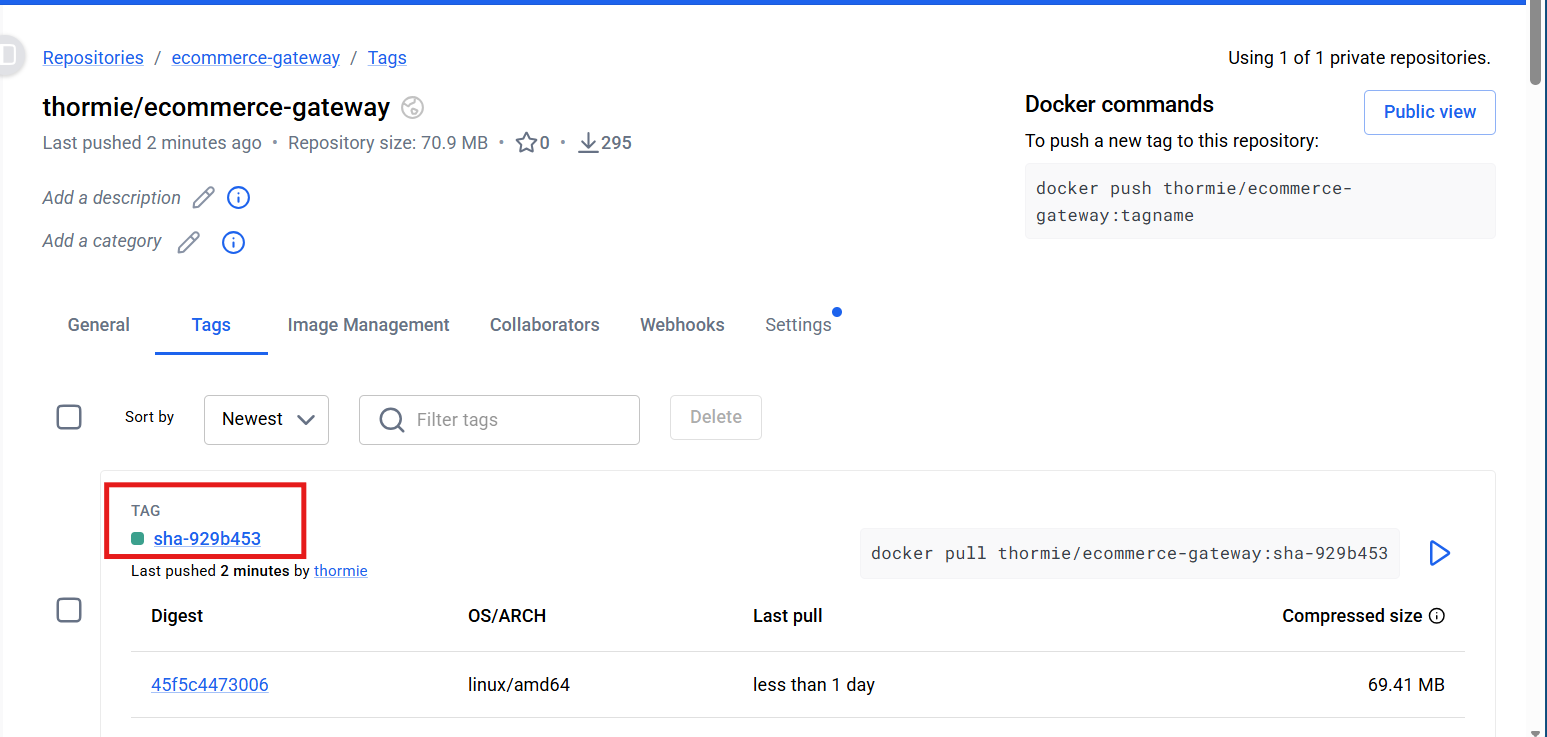 Repositories / ecommerce-gateway / Tags
Using 1 of 1 private repositories.
thormie/ecommerce-gateway
Last pushed 2 minutes ago • Repository size: 70.9 MB • 0 • 295
Docker commands
Public view
To push a new tag to this repository:
docker push thormie/ecommerce-
gateway:tagname
Add a description
Add a category
General Tags Image Management Collaborators Webhooks Settings
Sort by Newest Filter tags Delete
TAG
sha-929b453
Last pushed 2 minutes by thormie
docker pull thormie/ecommerce-gateway:sha-929b453
Digest OS/ARCH Last pull Compressed size
45f5c4473006 linux/amd64 less than 1 day 69.41 MB